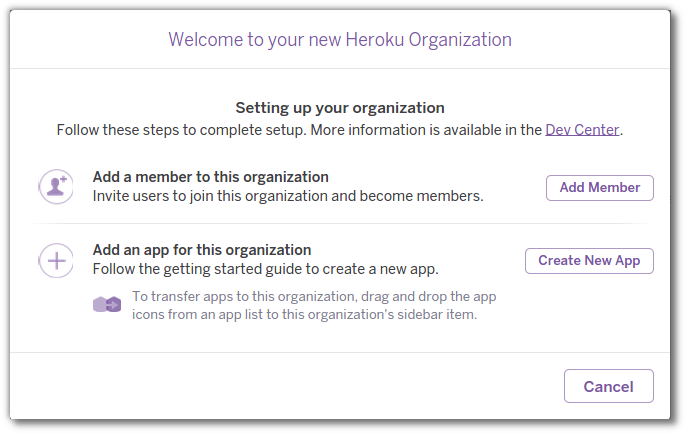 Welcome to your new Heroku Organization
Setting up your organization
Follow these steps to complete setup. More information is available in the Dev Center.
Add a member to this organization
Invite users to join this organization and become members.
Add Member
Add an app for this organization
Follow the getting started guide to create a new app.
Create New App
To transfer apps to this organization, drag and drop the app
icons from an app list to this organization's sidebar item.
Cancel